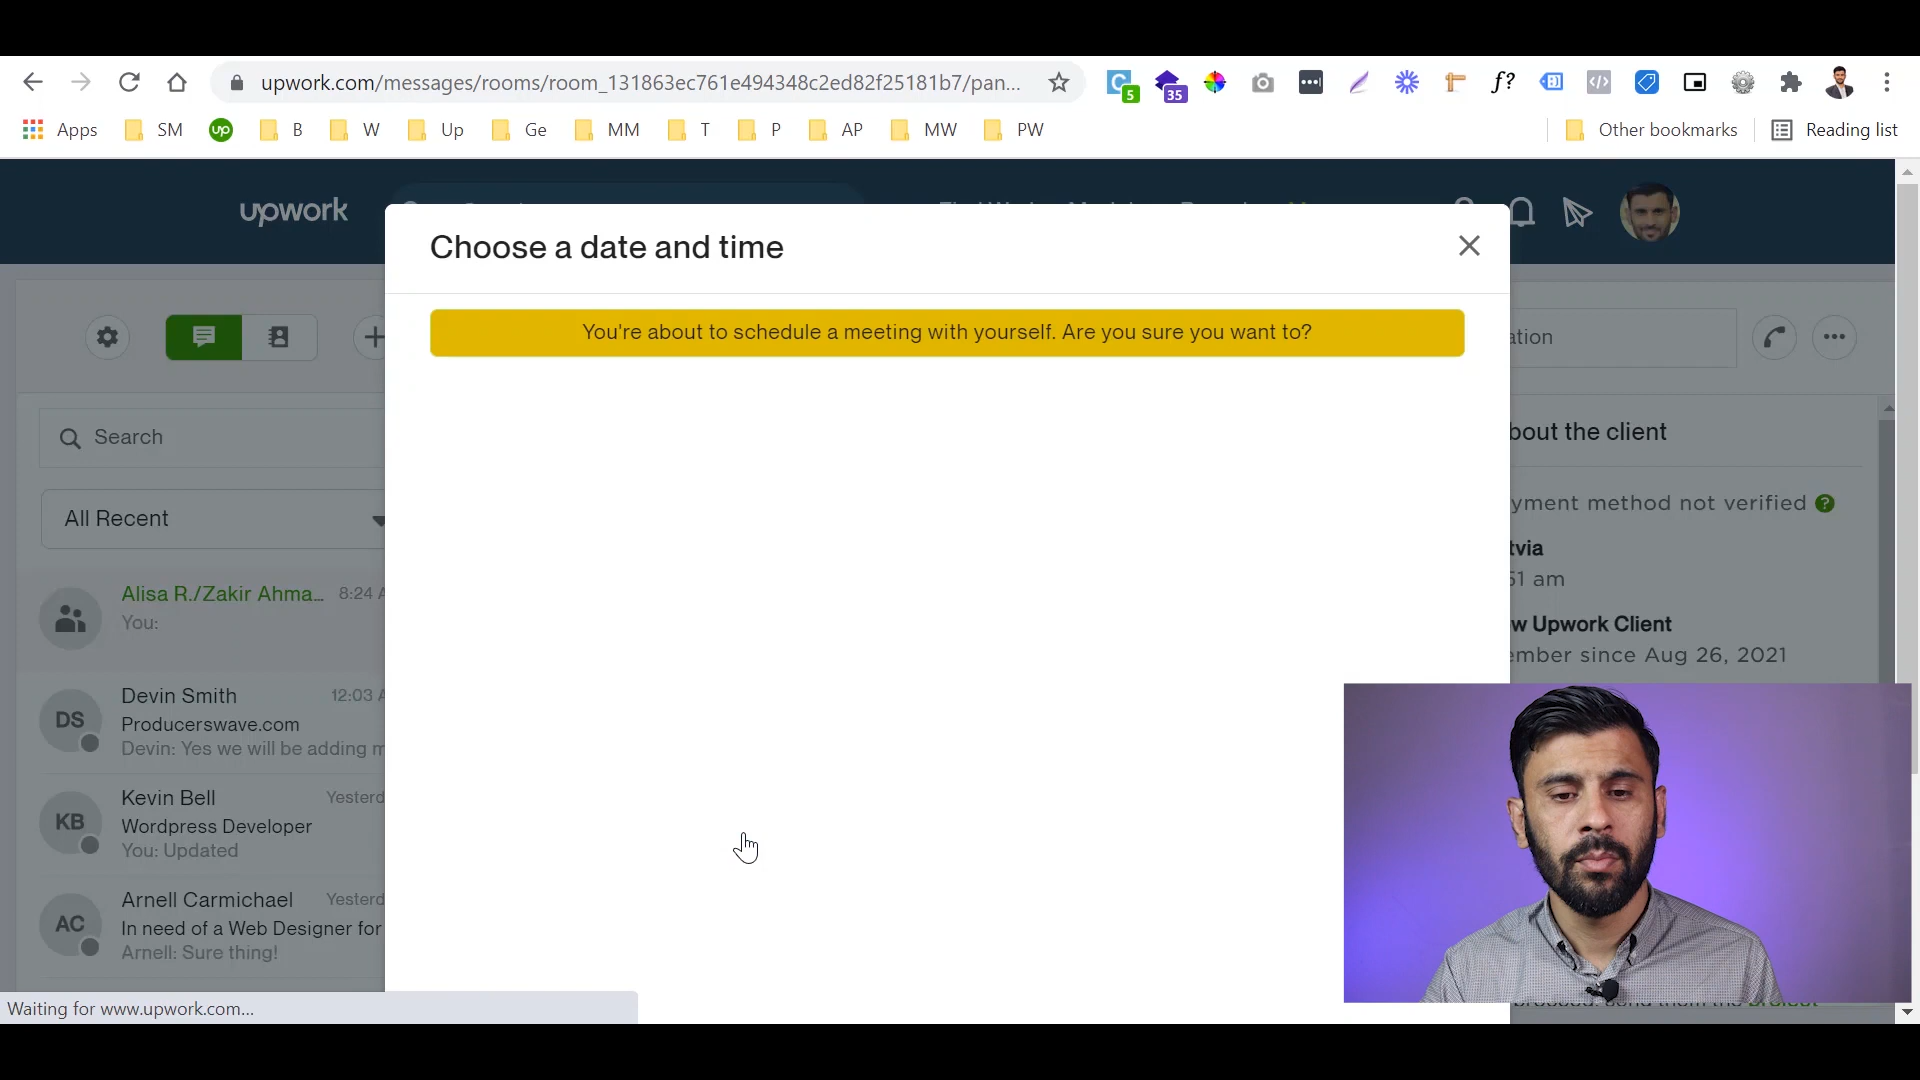 upwork.com/messages/rooms/room_131863ec761e494348c2ed82f25181b7/pan...
5
35
f?
Apps
SM
up
B
W
Up
Ge
MM
T
P
AP
MW
PW
Other bookmarks
Reading list
upwork
Choose a date and time
You're about to schedule a meeting with yourself. Are you sure you want to?
ation
Search
bout the client
All Recent
yment method not verified ?
tvia
51 am
Alisa R./Zakir Ahma... 8:24 A
You:
w Upwork Client
ember since Aug 26, 2021
DS
Devin Smith 12:03 A
Producerswave.com
Devin: Yes we will be adding m
KB
Kevin Bell Yesterd
Wordpress Developer
You: Updated
AC
Arnell Carmichael Yesterd
In need of a Web Designer for
Arnell: Sure thing!
Waiting for www.upwork.com...